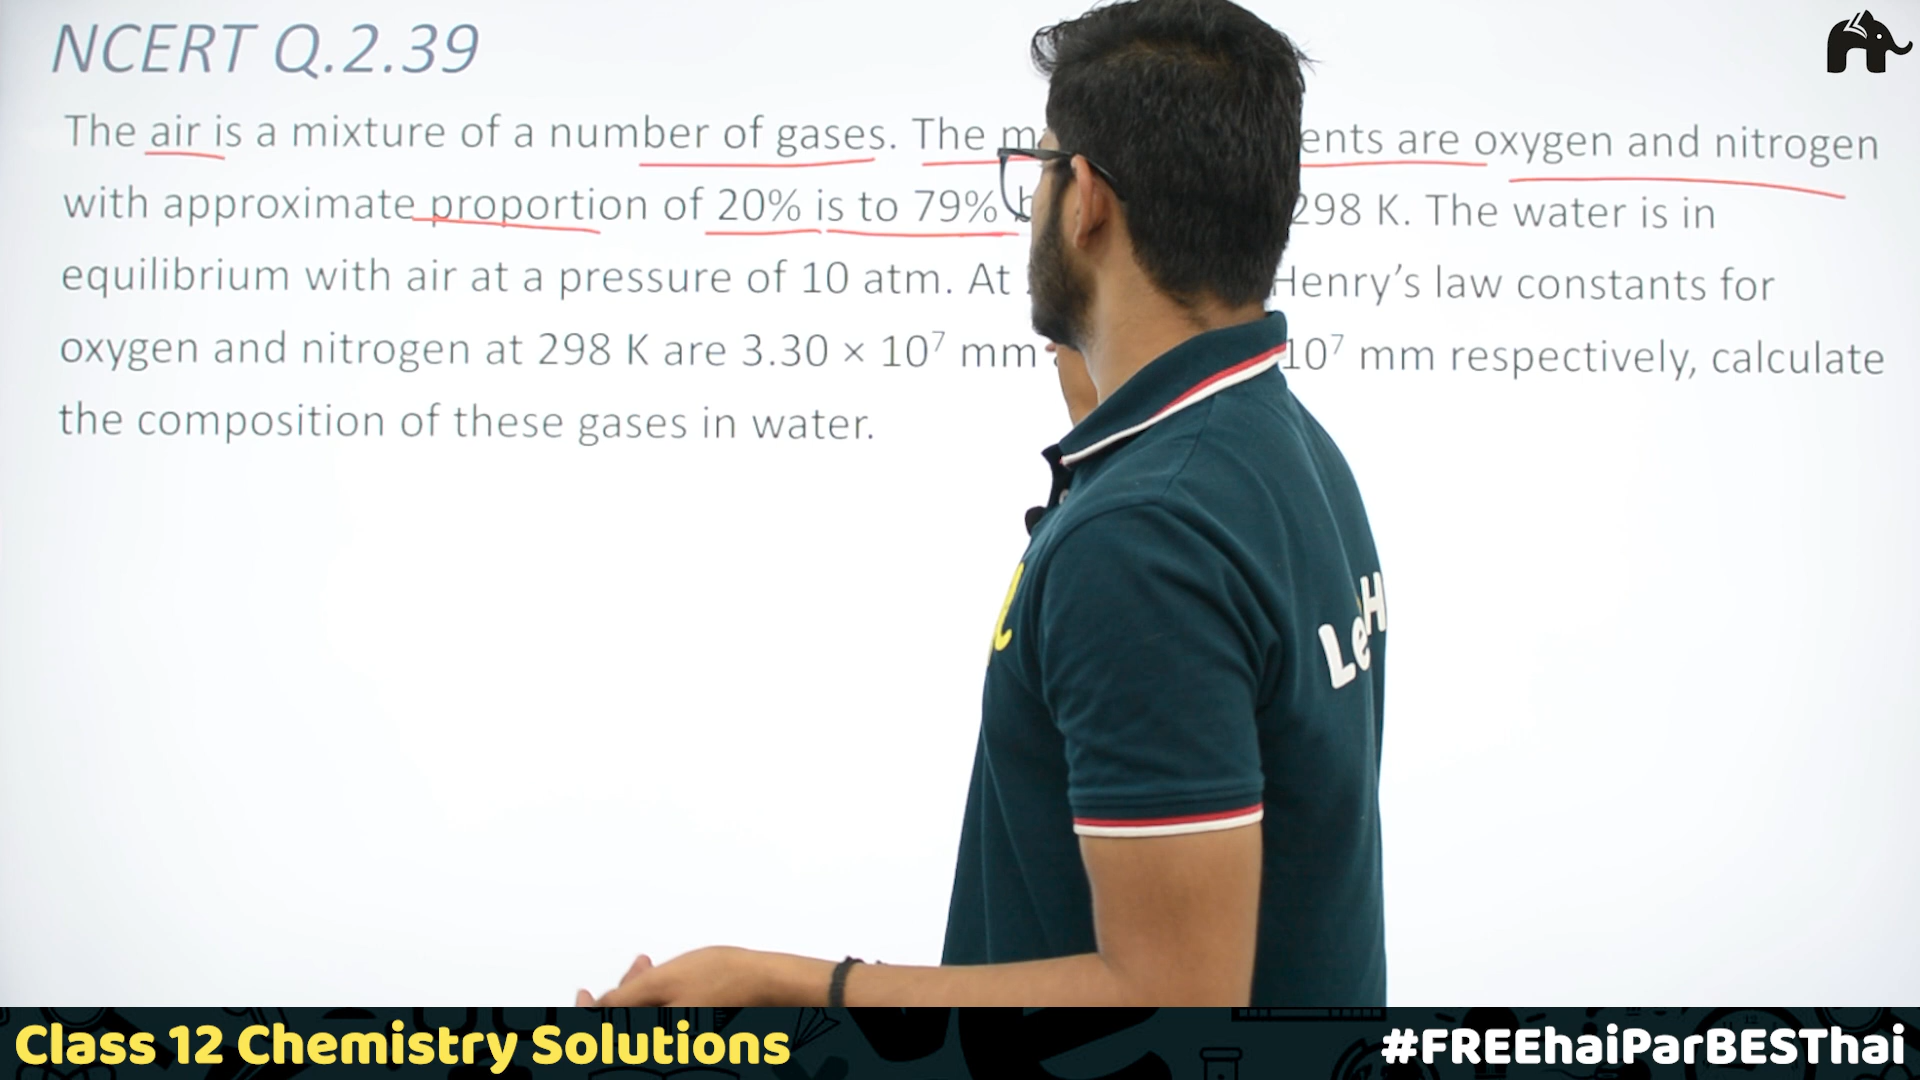 NCERT Q.2.39
The air is a mixture of a number of gases. The are oxygen and nitrogen
with approximate proportion of 20% is to 79% 298 K. The water is in
equilibrium with air at a pressure of 10 atm. At Henry's law constants for
oxygen and nitrogen at 298 K are 3.30 × 10⁷ mm 10⁷ mm respectively, calculate
the composition of these gases in water.
LeH
Class 12 Chemistry Solutions
#FREEhaiParBESThai